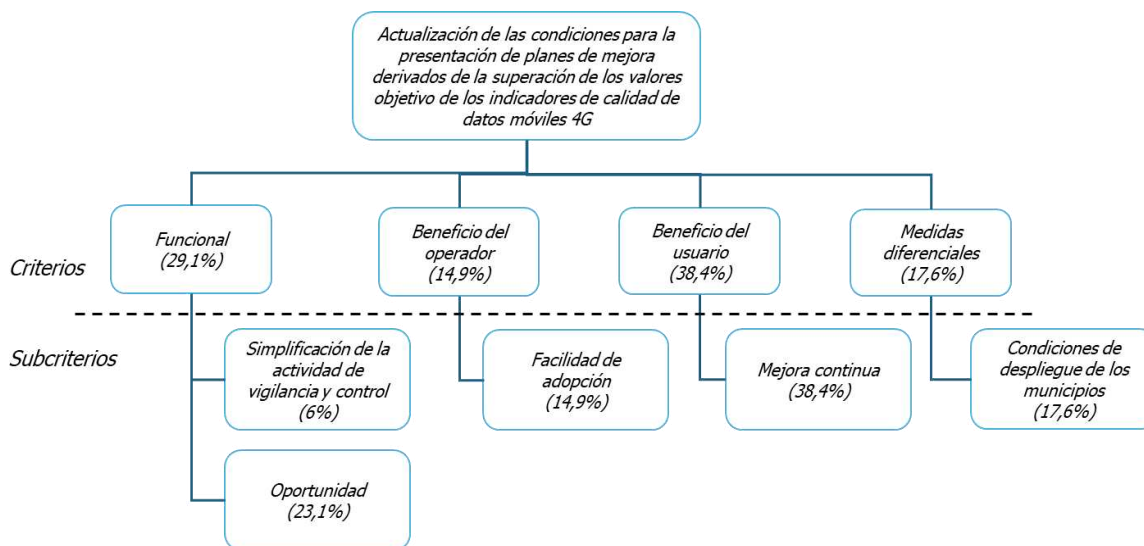 Actualización de las condiciones para la
presentación de planes de mejora
derivados de la superación de los valores
objetivo de los indicadores de calidad de
datos móviles 4G
Criterios
Funcional
(29,1%)
Beneficio del
operador
(14,9%)
Beneficio del
usuario
(38,4%)
Medidas
diferenciales
(17,6%)
Subcriterios
Simplificación de la
actividad de
vigilancia y control
(6%)
Facilidad de
adopción
(14,9%)
Mejora continua
(38,4%)
Condiciones de
despliegue de los
municipios
(17,6%)
Oportunidad
(23,1%)